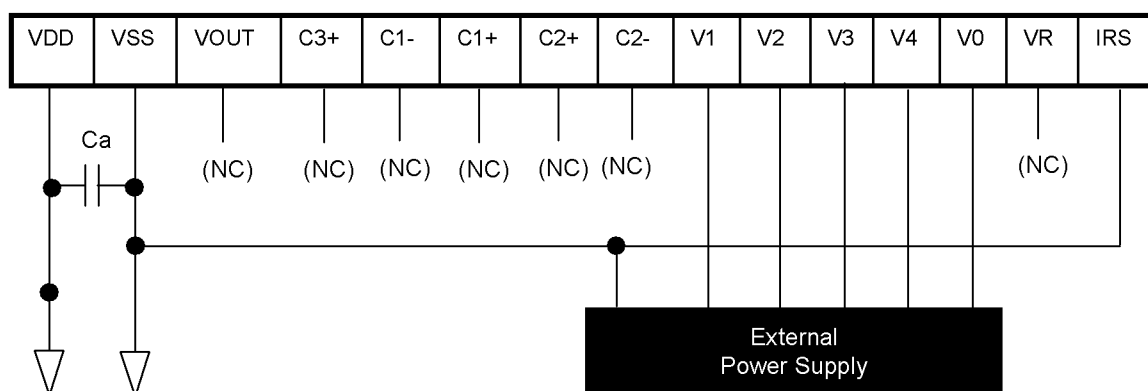 VDD VSS VOUT C3+ C1- C1+ C2+ C2- V1 V2 V3 V4 V0 VR IRS
Ca
(NC) (NC) (NC) (NC) (NC) (NC) (NC)
External
Power Supply